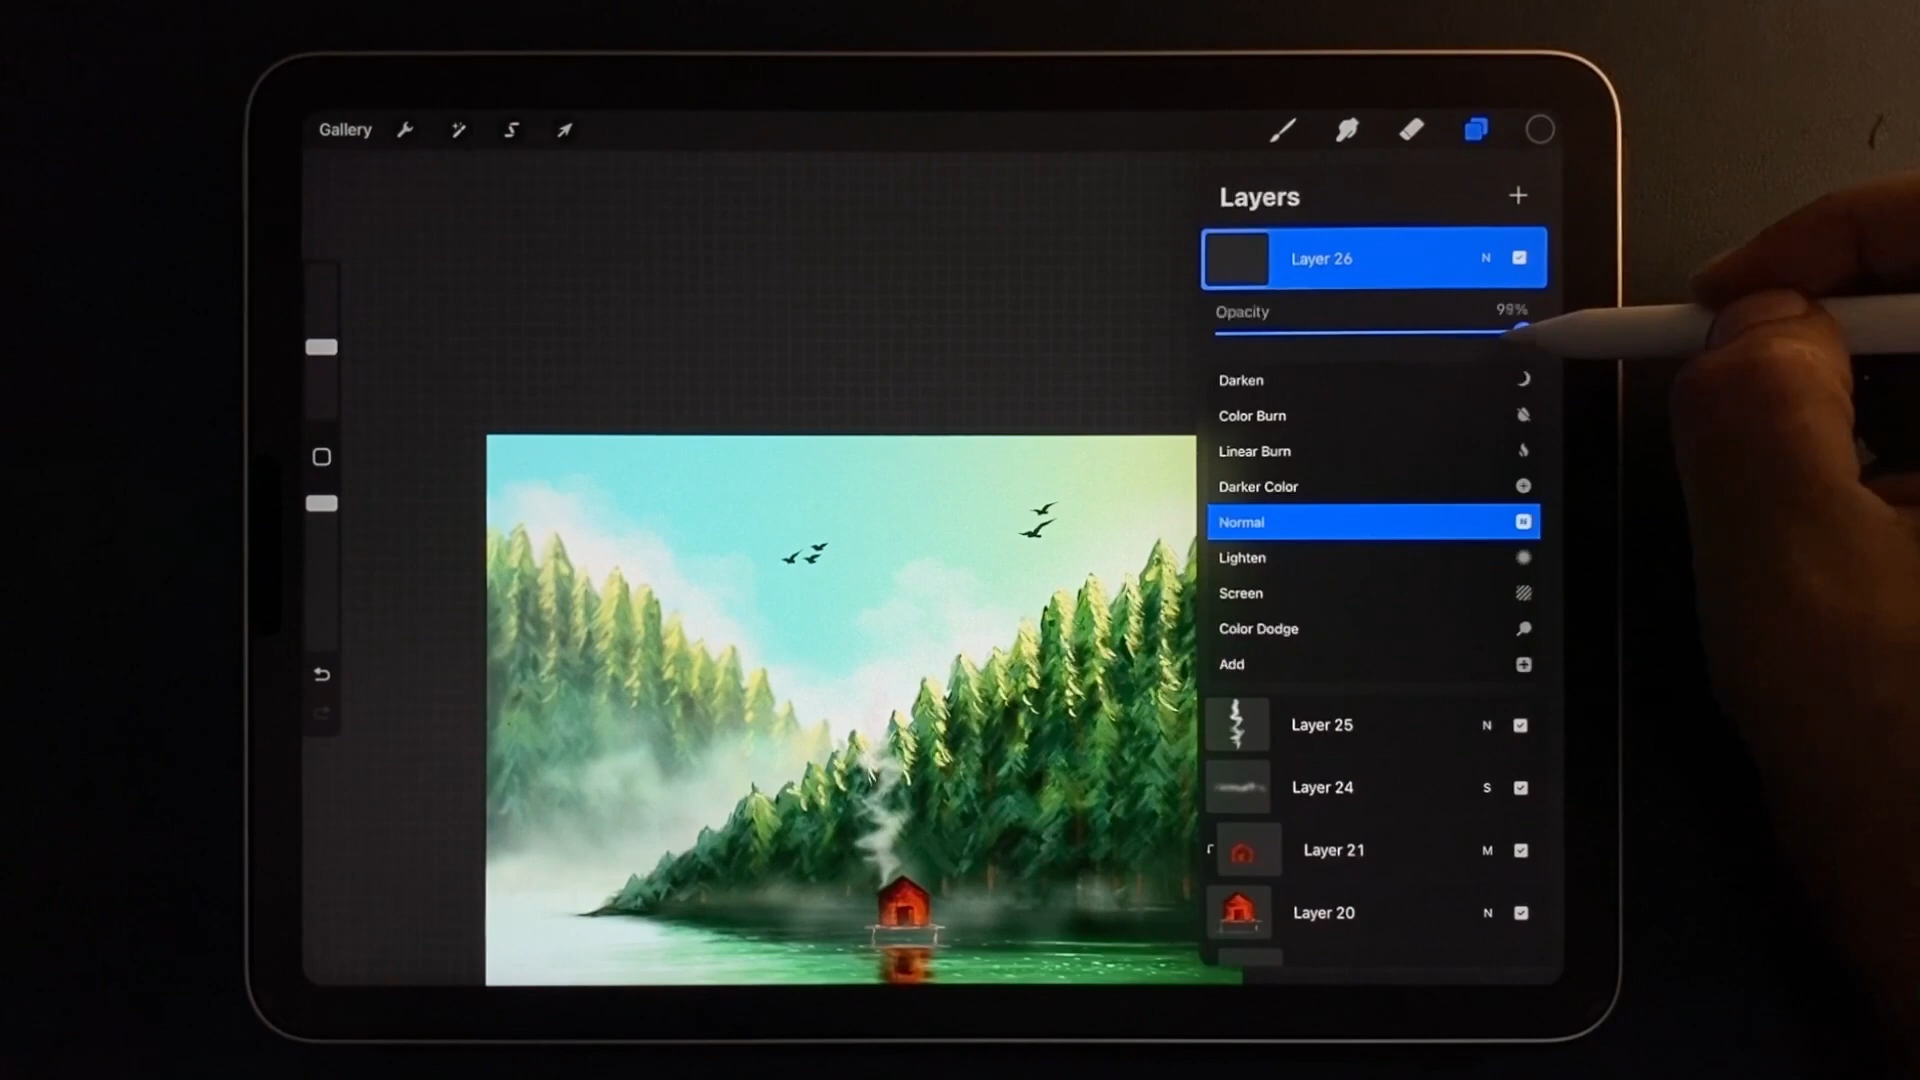 Gallery
Layers
Layer 26 N
Opacity 98%
Darken
Color Burn
Linear Burn
Darker Color
Normal N
Lighten
Screen
Color Dodge
Add
Layer 25 N
Layer 24 S
Layer 21 M
Layer 20 N